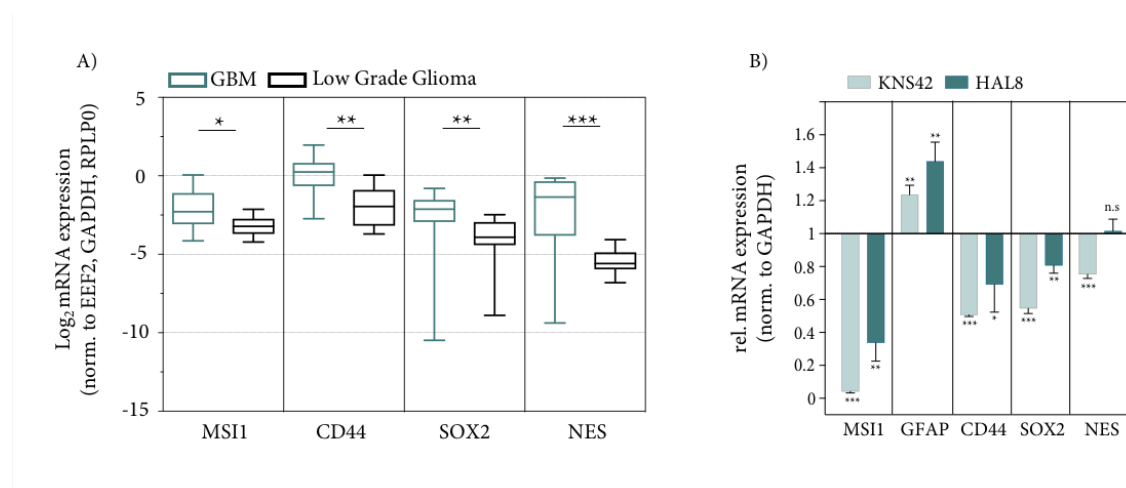 A)
GBM Low Grade Glioma
Log2 mRNA expression
(norm. to EEF2, GAPDH, RPLP0)
5
0
-5
-10
-15
* ** ** ***
MSI1 CD44 SOX2 NES
B)
KNS42 HAL8
rel. mRNA expression
(norm. to GAPDH)
1.6
1.4
1.2
1
0.8
0.6
0.4
0.2
0
*** ** ** ** *** * *** ** *** n.s
MSI1 GFAP CD44 SOX2 NES